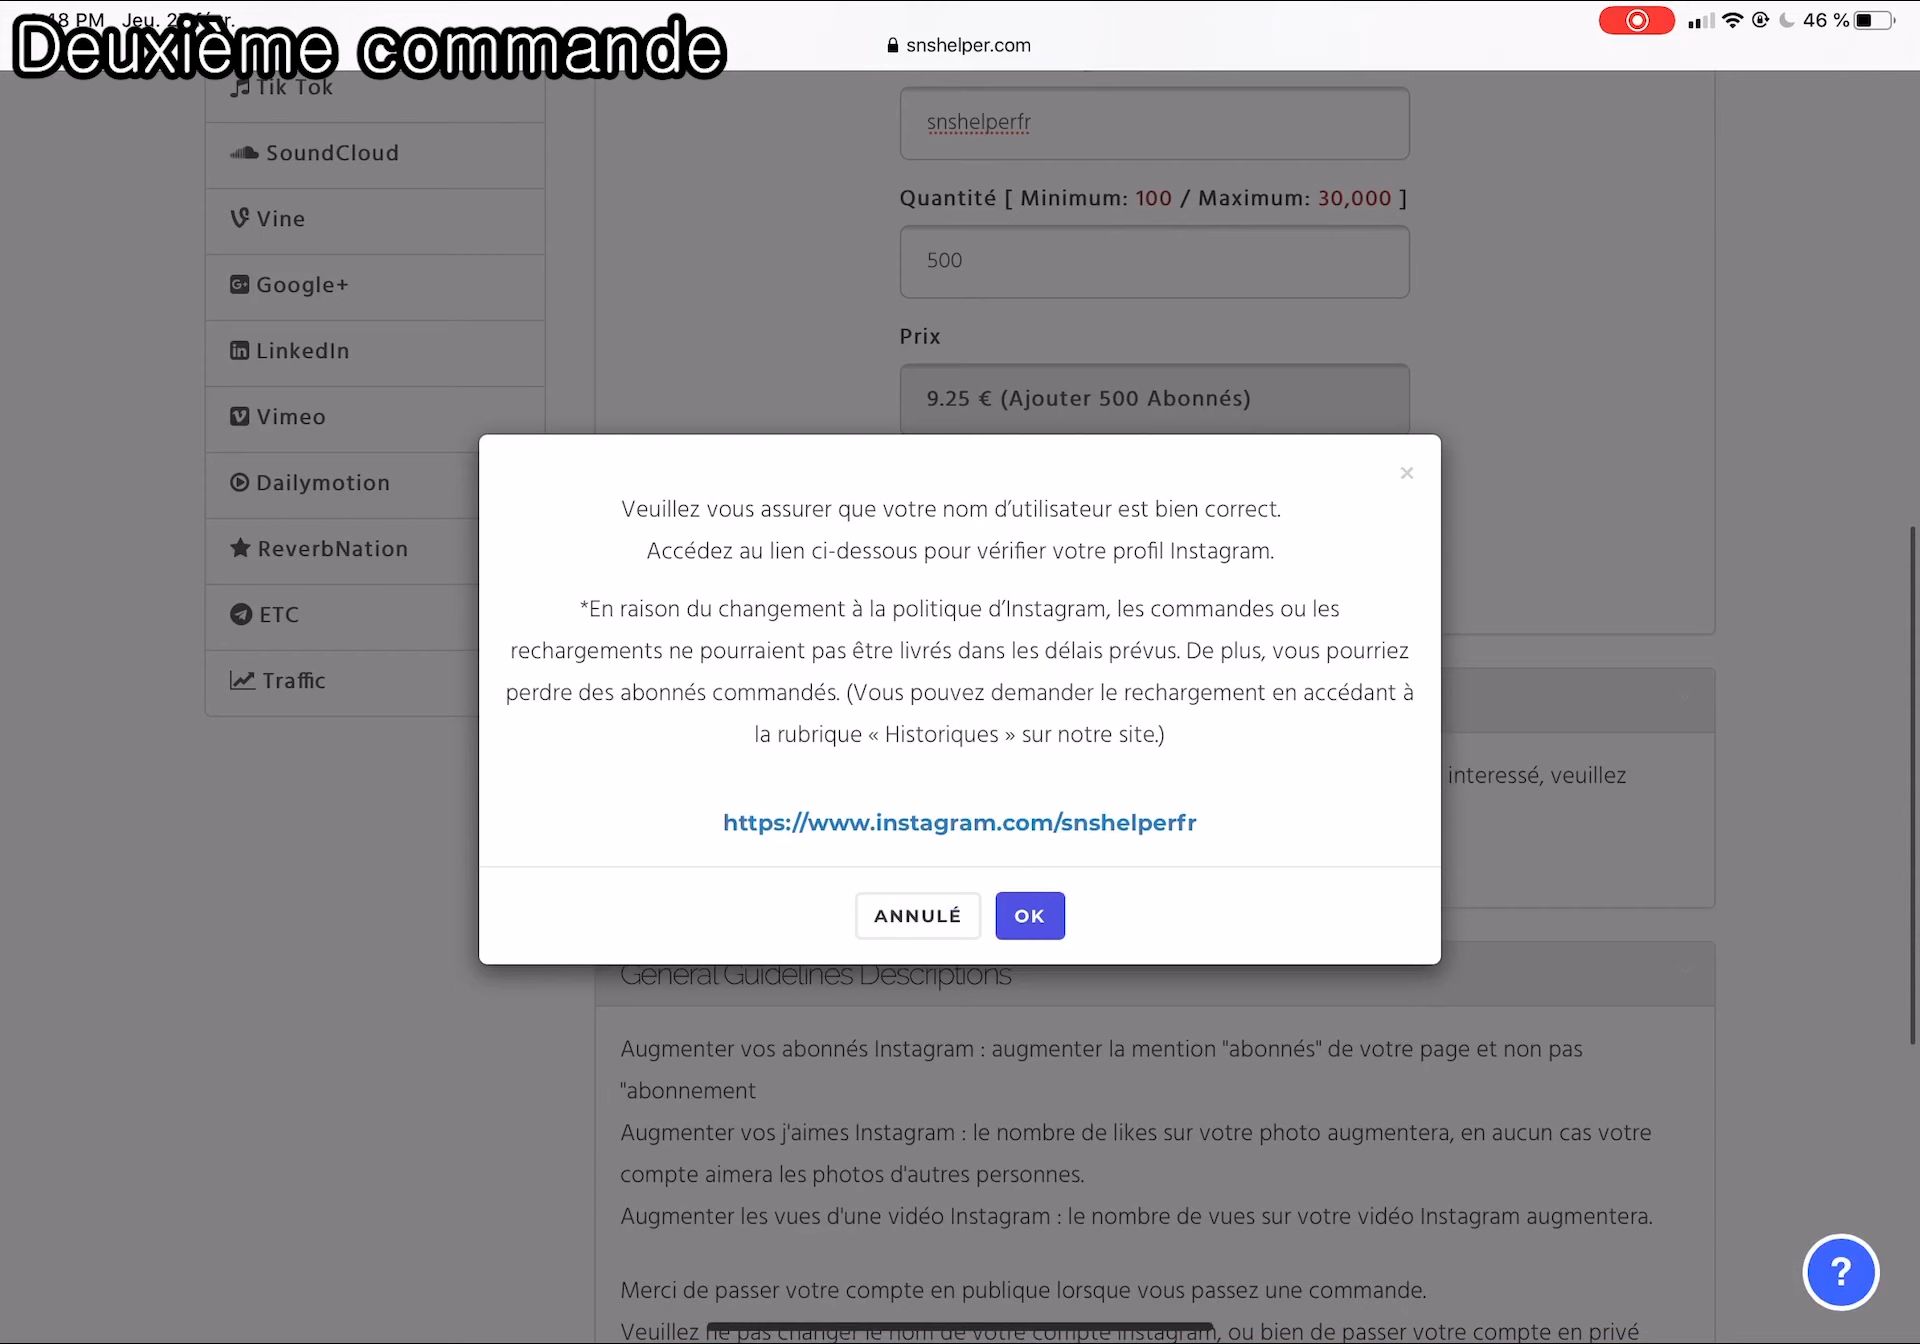 48 PM Jeu.
46 %
Deuxième commande
snshelper.com
Tik Tok
SoundCloud
Vine
Google+
LinkedIn
Vimeo
Dailymotion
ReverbNation
ETC
Traffic
snshelperfr
Quantité [ Minimum: 100 / Maximum: 30,000 ]
500
Prix
9.25 € (Ajouter 500 Abonnés)
×
Veuillez vous assurer que votre nom d’utilisateur est bien correct.
Accédez au lien ci-dessous pour vérifier votre profil Instagram.
*En raison du changement à la politique d’Instagram, les commandes ou les
rechargements ne pourraient pas être livrés dans les délais prévus. De plus, vous pourriez
perdre des abonnés commandés. (Vous pouvez demander le rechargement en accédant à
la rubrique « Historiques » sur notre site.)
https://www.instagram.com/snshelperfr
ANNULÉ
OK
interessé, veuillez
General Guidelines Descriptions
Augmenter vos abonnés Instagram : augmenter la mention "abonnés" de votre page et non pas
"abonnement
Augmenter vos j'aimes Instagram : le nombre de likes sur votre photo augmentera, en aucun cas votre
compte aimera les photos d'autres personnes.
Augmenter les vues d'une vidéo Instagram : le nombre de vues sur votre vidéo Instagram augmentera.
Merci de passer votre compte en publique lorsque vous passez une commande.
Veuillez ne pas changer le nom de votre compte Instagram, ou bien de passer votre compte en privé
?